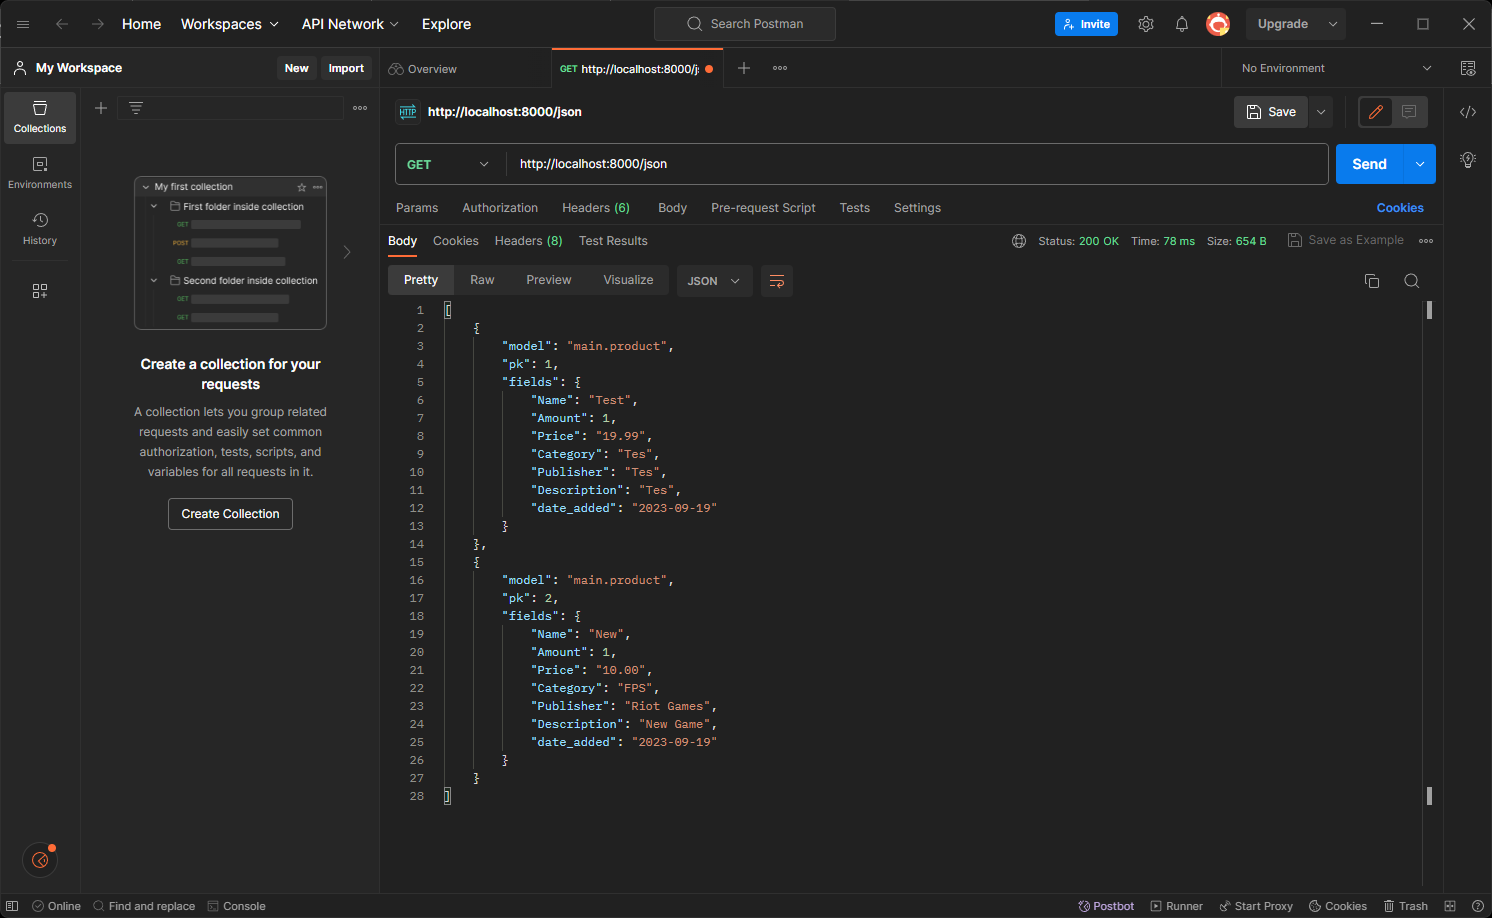 Home Workspaces API Network Explore Search Postman Invite Upgrade
My Workspace New Import Overview GET http://localhost:8000/j No Environment
Collections
Environments
History
My first collection
First folder inside collection
GET
POST
GET
Second folder inside collection
GET
GET
Create a collection for your
requests
A collection lets you group related
requests and easily set common
authorization, tests, scripts, and
variables for all requests in it.
Create Collection
HTTP http://localhost:8000/json Save
GET http://localhost:8000/json Send
Params Authorization Headers (6) Body Pre-request Script Tests Settings Cookies
Body Cookies Headers (8) Test Results Status: 200 OK Time: 78 ms Size: 654 B Save as Example
Pretty Raw Preview Visualize JSON
1 [
2 {
3 "model": "main.product",
4 "pk": 1,
5 "fields": {
6 "Name": "Test",
7 "Amount": 1,
8 "Price": "19.99",
9 "Category": "Tes",
10 "Publisher": "Tes",
11 "Description": "Tes",
12 "date_added": "2023-09-19"
13 }
14 },
15 {
16 "model": "main.product",
17 "pk": 2,
18 "fields": {
19 "Name": "New",
20 "Amount": 1,
21 "Price": "10.00",
22 "Category": "FPS",
23 "Publisher": "Riot Games",
24 "Description": "New Game",
25 "date_added": "2023-09-19"
26 }
27 }
28 ]
Online Find and replace Console Postbot Runner Start Proxy Cookies Trash